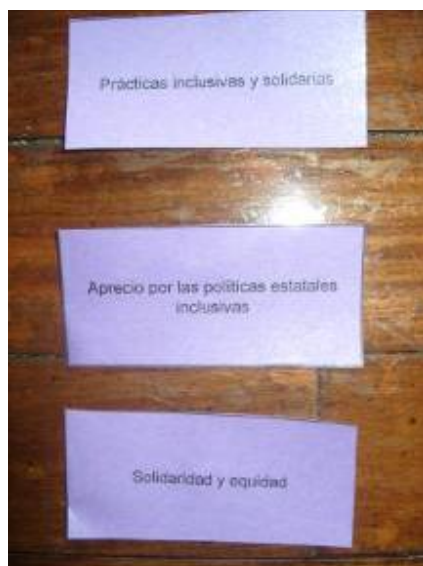 Prácticas inclusivas y solidarias
Aprecio por las políticas estatales
inclusivas
Solidaridad y equidad